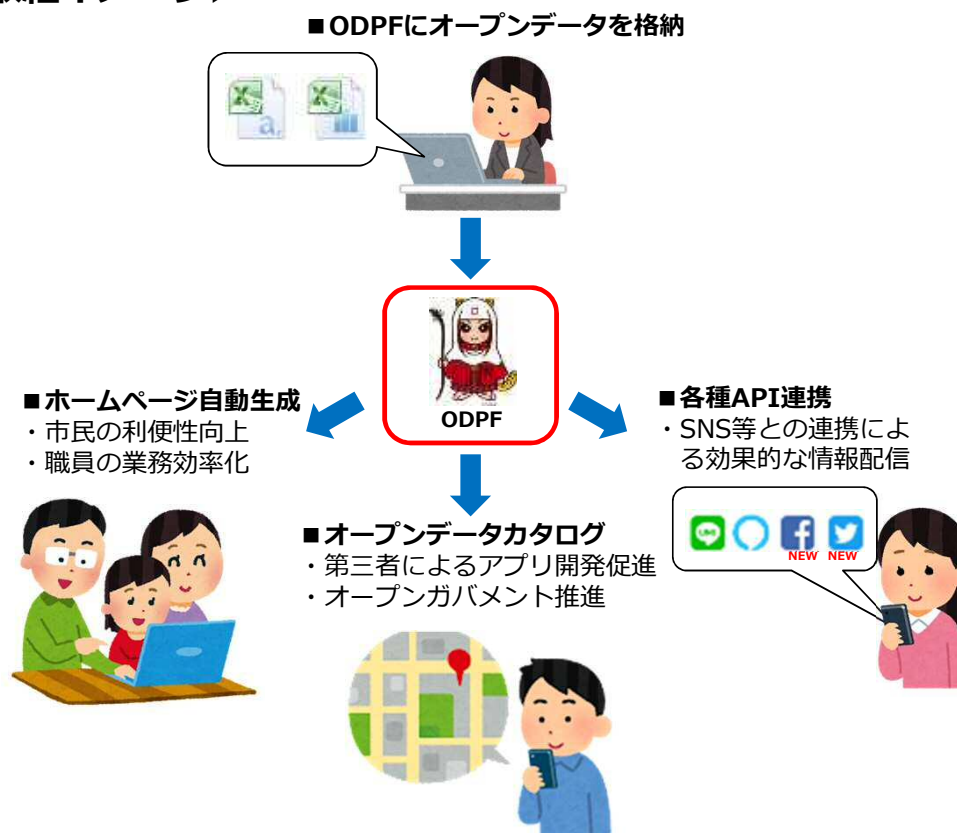 ■ODPFにオープンデータを格納
a.
ODPF
■ホームページ自動生成
・市民の利便性向上
・職員の業務効率化
■各種API連携
・SNS等との連携によ
る効果的な情報配信
LINE
NEW
NEW
■オープンデータカタログ
・第三者によるアプリ開発促進
・オープンガバメント推進